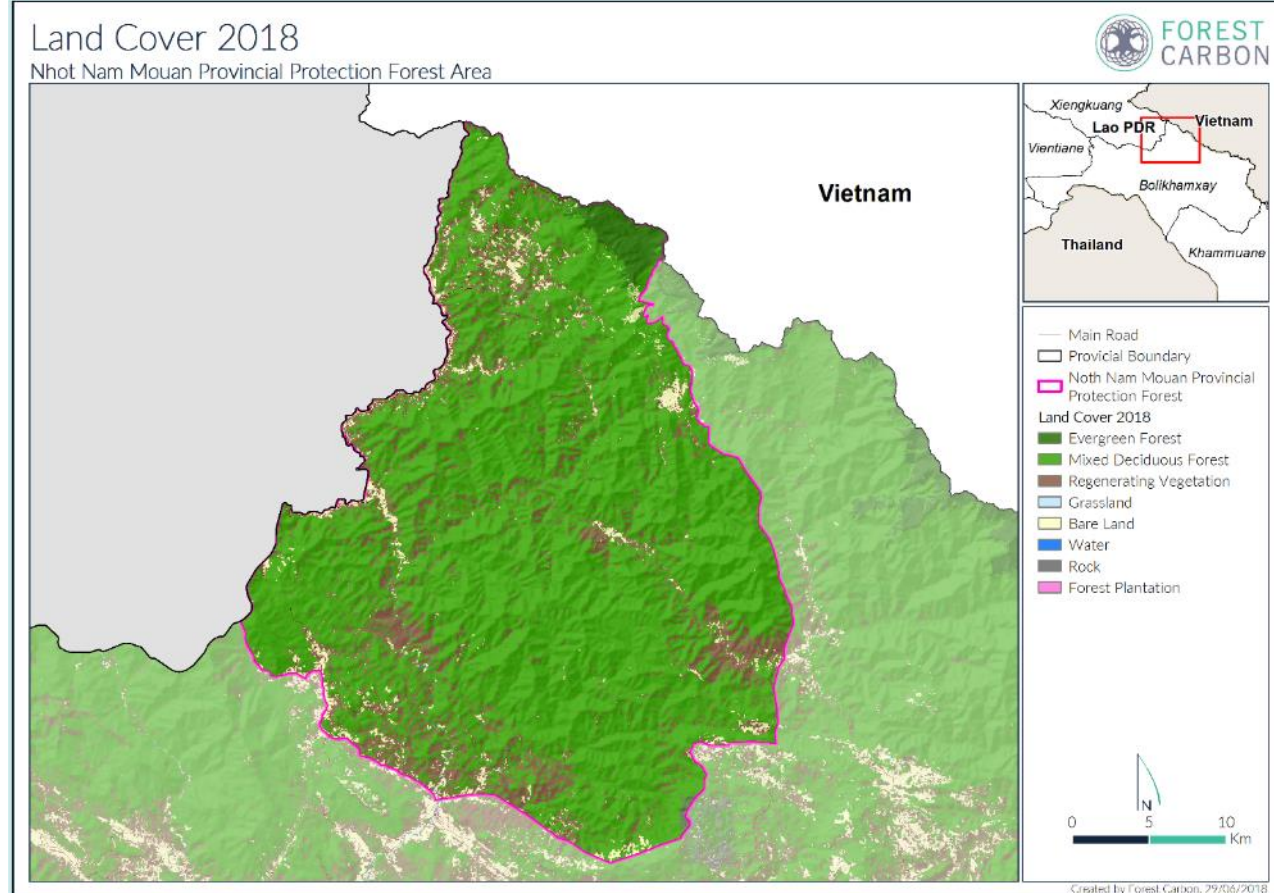 Land Cover 2018
Nhot Nam Mouan Provincial Protection Forest Area
FOREST
CARBON
Vietnam
Xiengkuang
Lao PDR
Vietnam
Vientiane
Bolikhamxay
Thailand
Khammuane
Main Road
Provicial Boundary
Noth Nam Mouan Provincial
Protection Forest
Land Cover 2018
Evergreen Forest
Mixed Deciduous Forest
Regenerating Vegetation
Grassland
Bare Land
Water
Rock
Forest Plantation
N
0 5 10
Km
Created by Forest Carbon, 29/06/2018